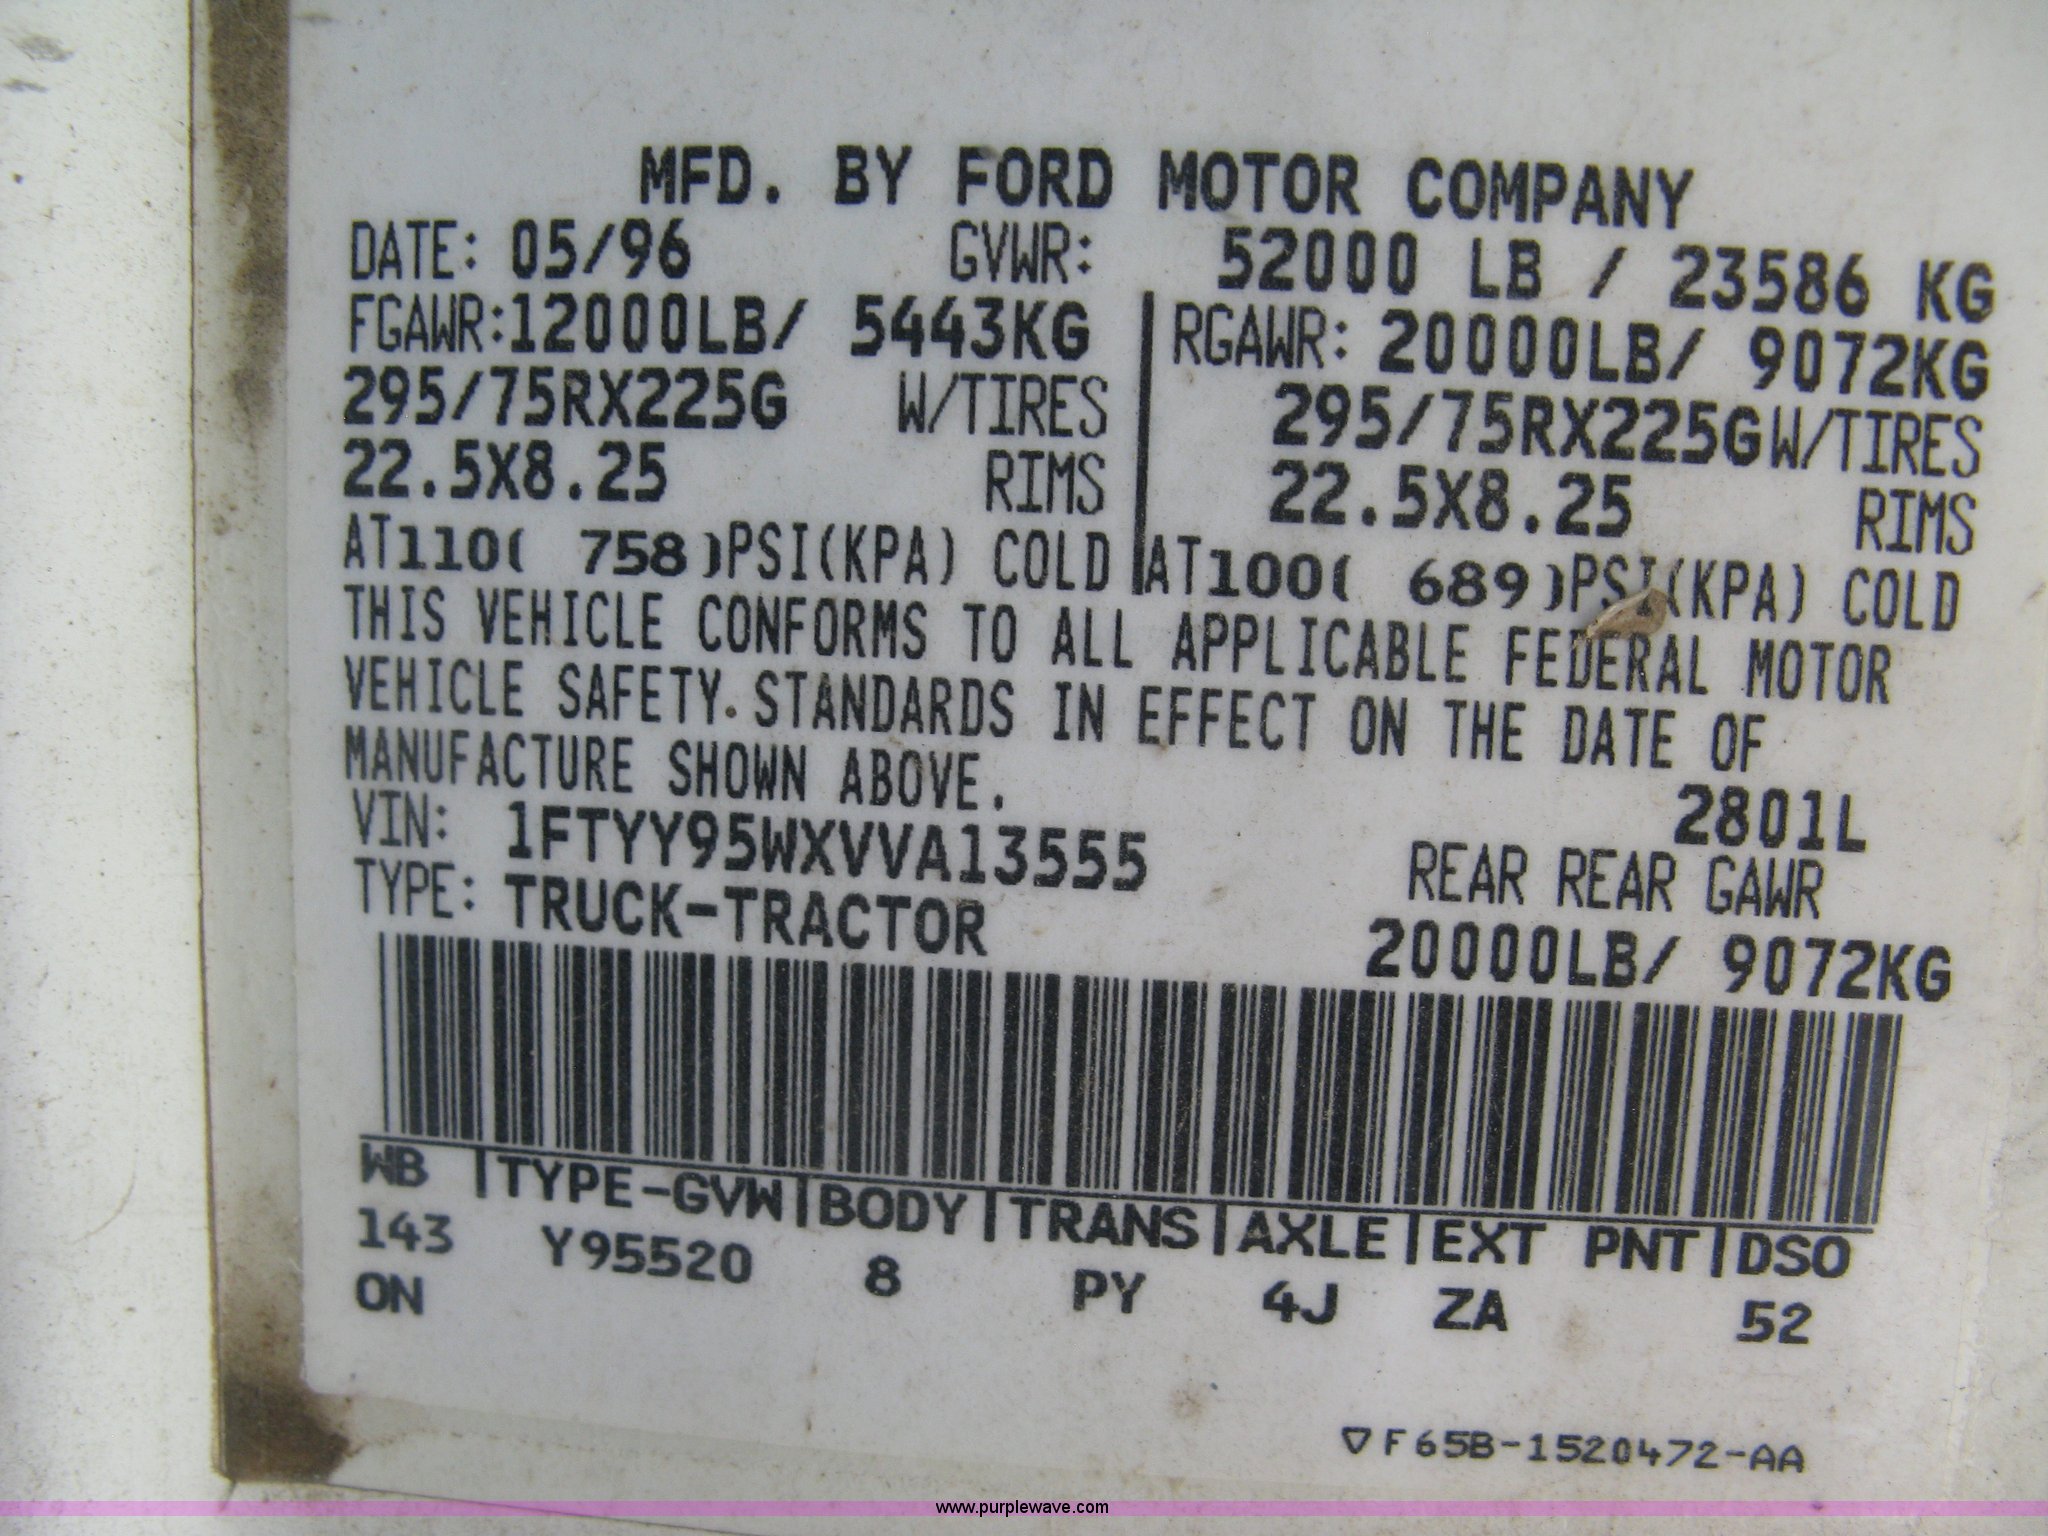 MFD. BY FORD MOTOR COMPANY
DATE: 05/96 GVWR: 52000 LB / 23586 KG
FGAWR:12000LB/ 5443KG RGAWR: 20000LB/ 9072KG
295/75RX225G W/TIRES 295/75RX225G W/TIRES
22.5X8.25 RIMS 22.5X8.25 RIMS
AT110( 758)PSI(KPA) COLD AT100( 689)PSI(KPA) COLD
THIS VEHICLE CONFORMS TO ALL APPLICABLE FEDERAL MOTOR
VEHICLE SAFETY STANDARDS IN EFFECT ON THE DATE OF
MANUFACTURE SHOWN ABOVE.
2801L
VIN: 1FTYY95WXVVA13555
REAR REAR GAWR
TYPE: TRUCK-TRACTOR
20000LB/ 9072KG
WB |TYPE-GVW|BODY|TRANS|AXLE|EXT PNT|DSO
143 Y95520 8 PY 4J ZA 52
ON
▽F65B-1520472-AA
www.purplewave.com